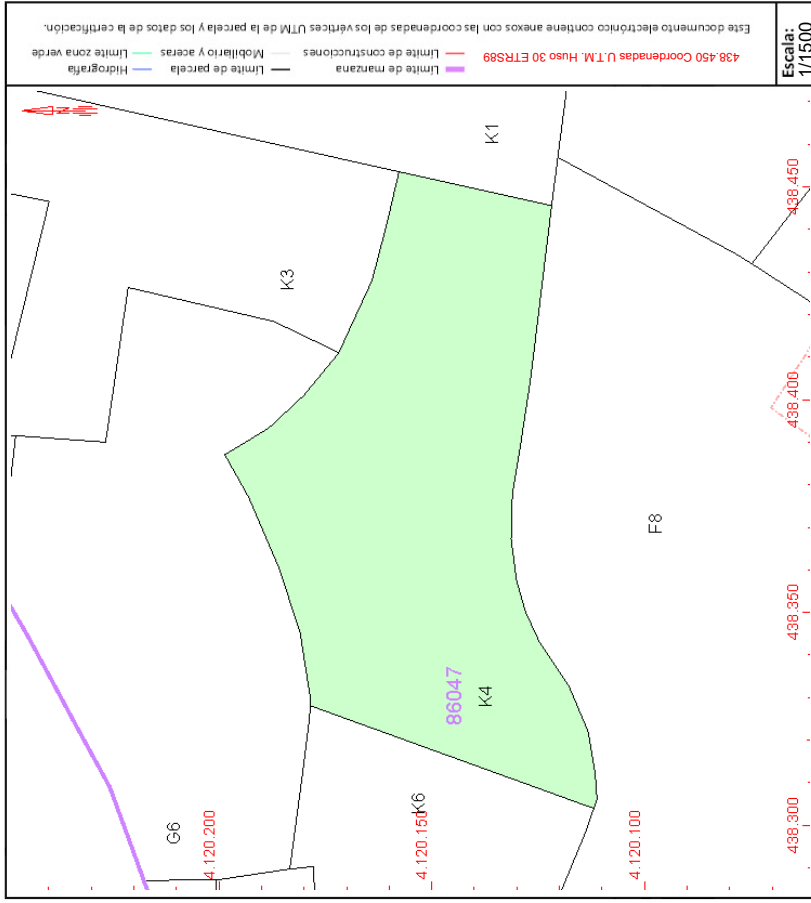 Este documento electrónico contiene anexos con las coordenadas de los vértices UTM de la parcela y los datos de la certificación.
438.450 Coordenadas U.T.M. Huso 30 ETRS89
Límite de manzana
Límite de construcciones
Límite de parcela
Mobiliario y aceras
Hidrografía
Límite zona verde
Escala:
1/1500
K1
K3
438.450
438.400
F8
438.350
86047
K4
K6
G6
4.120.200
4.120.150
4.120.100
438.300